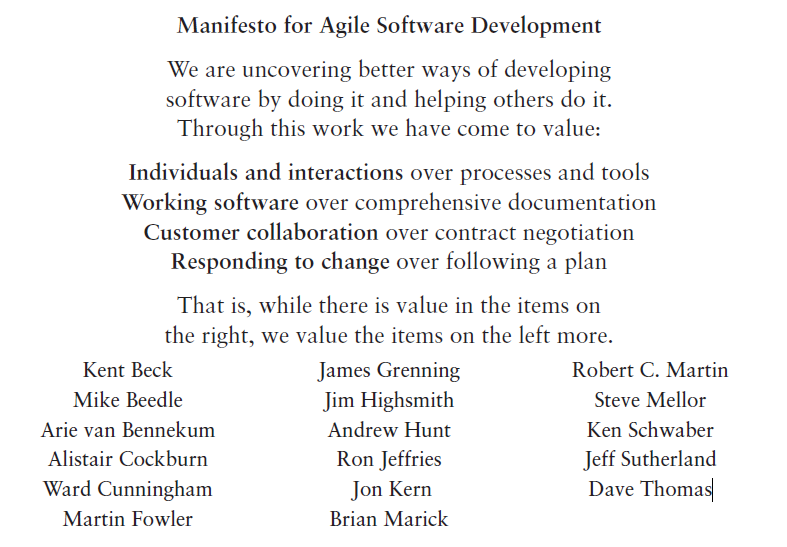 Manifesto for Agile Software Development
We are uncovering better ways of developing
software by doing it and helping others do it.
Through this work we have come to value:
Individuals and interactions over processes and tools
Working software over comprehensive documentation
Customer collaboration over contract negotiation
Responding to change over following a plan
That is, while there is value in the items on
the right, we value the items on the left more.
Kent Beck James Grenning Robert C. Martin
Mike Beedle Jim Highsmith Steve Mellor
Arie van Bennekum Andrew Hunt Ken Schwaber
Alistair Cockburn Ron Jeffries Jeff Sutherland
Ward Cunningham Jon Kern Dave Thomas
Martin Fowler Brian Marick